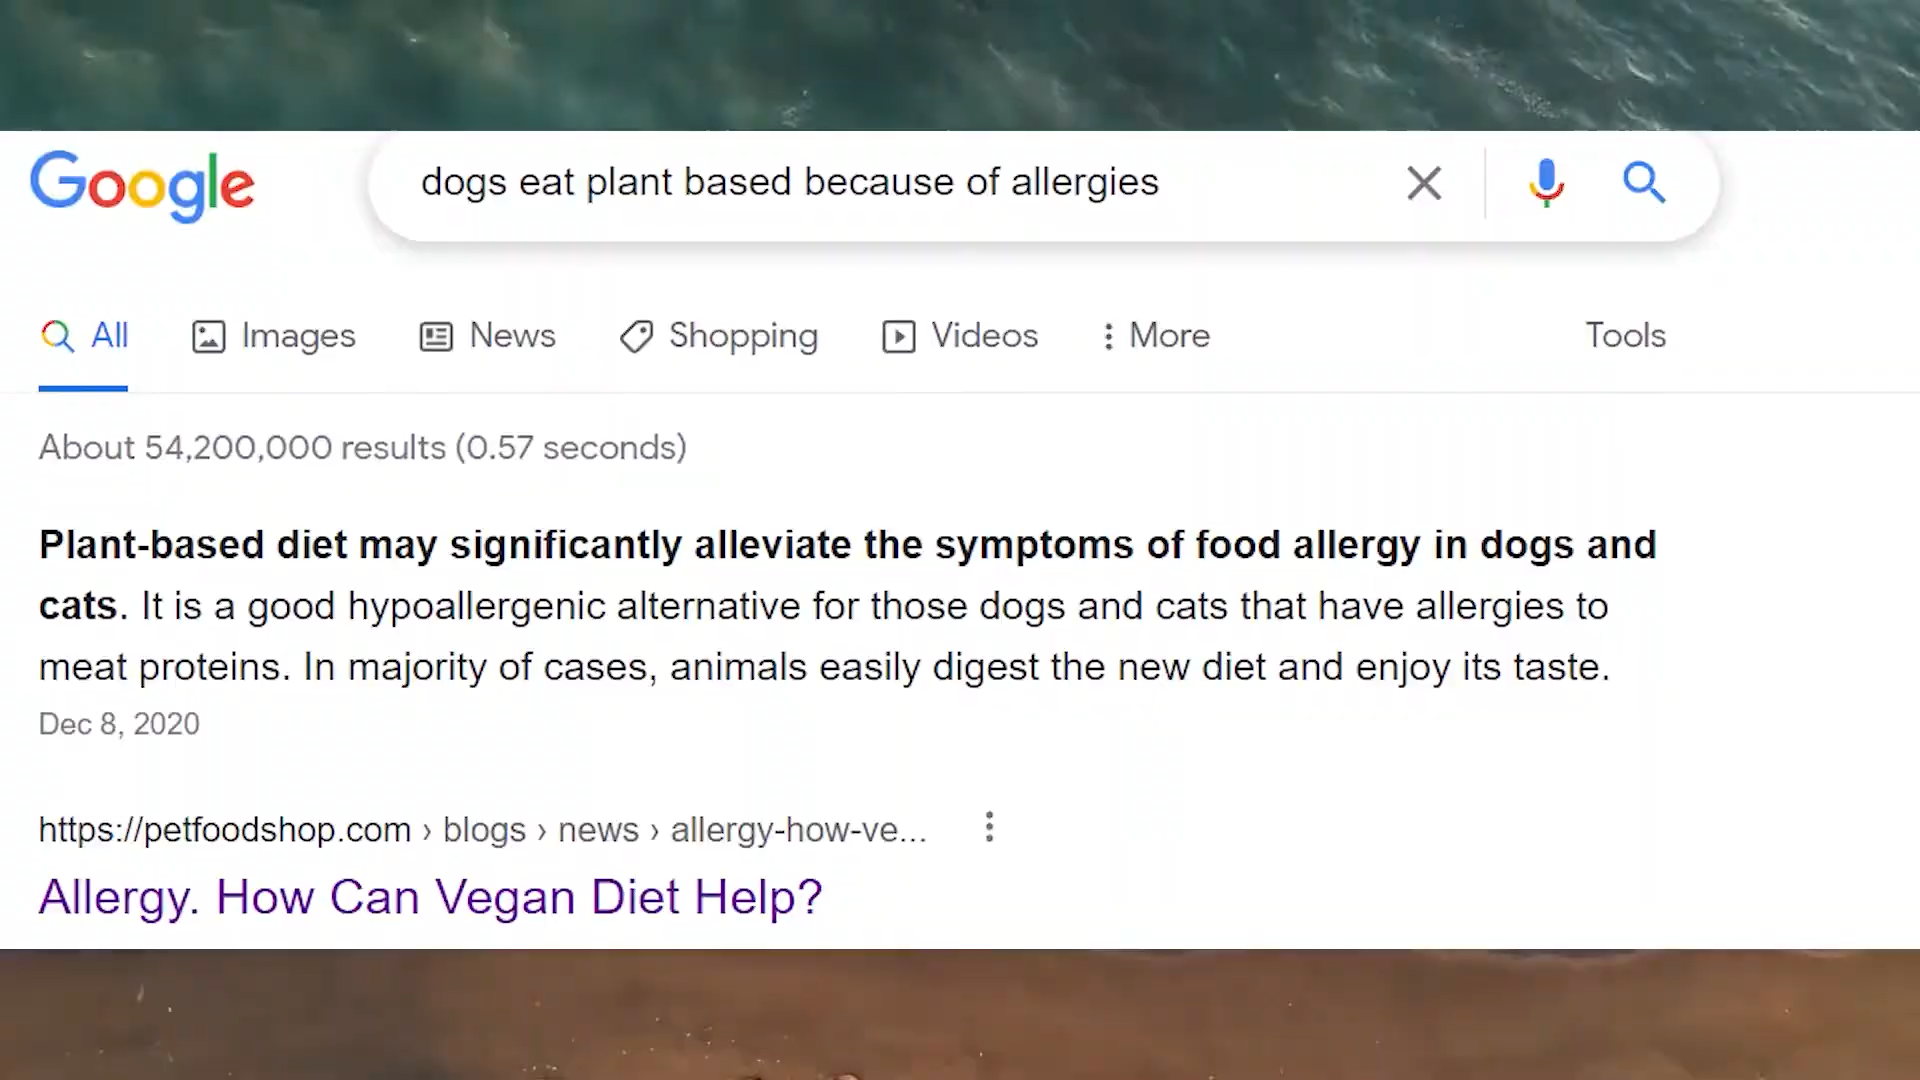 Google
dogs eat plant based because of allergies
All Images News Shopping Videos More Tools
About 54,200,000 results (0.57 seconds)
Plant-based diet may significantly alleviate the symptoms of food allergy in dogs and
cats. It is a good hypoallergenic alternative for those dogs and cats that have allergies to
meat proteins. In majority of cases, animals easily digest the new diet and enjoy its taste.
Dec 8, 2020
https://petfoodshop.com › blogs › news › allergy-how-ve...
Allergy. How Can Vegan Diet Help?